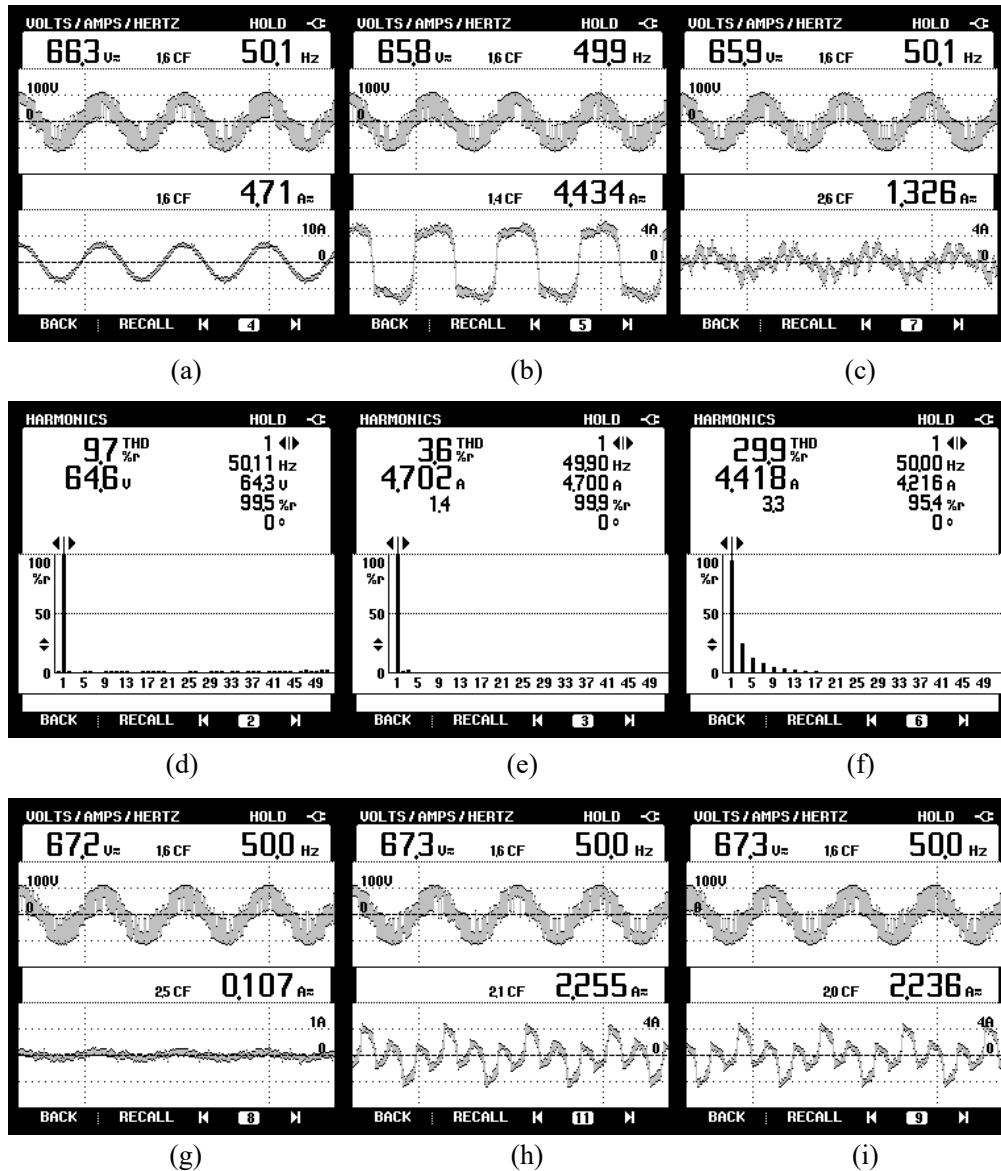 VOLTS / AMPS / HERTZ HOLD
66,3 V≂ 1,6 CF 50,1 Hz
100V
0
1,6 CF 4,71 A≂
10A
0
BACK RECALL 4
(a)
VOLTS / AMPS / HERTZ HOLD
65,8 V≂ 1,6 CF 49,9 Hz
100V
0
1,4 CF 4,434 A≂
4A
0
BACK RECALL 5
(b)
VOLTS / AMPS / HERTZ HOLD
65,9 V≂ 1,6 CF 50,1 Hz
100V
0
2,6 CF 1,326 A≂
4A
0
BACK RECALL 7
(c)
HARMONICS HOLD
9,7 THD %r 1
50,11 Hz
64,6 V 64,3 V
99,5 %r
0 °
100
%r
50
0
1 5 9 13 17 21 25 29 33 37 41 45 49
BACK RECALL 2
(d)
HARMONICS HOLD
3,6 THD %r 1
49,90 Hz
4,702 A 4,700 A
1.4 99,9 %r
0 °
100
%r
50
0
1 5 9 13 17 21 25 29 33 37 41 45 49
BACK RECALL 3
(e)
HARMONICS HOLD
29,9 THD %r 1
50,00 Hz
4,418 A 4,216 A
3,3 95,4 %r
0 °
100
%r
50
0
1 5 9 13 17 21 25 29 33 37 41 45 49
BACK RECALL 6
(f)
VOLTS / AMPS / HERTZ HOLD
67,2 V≂ 1,6 CF 50,0 Hz
100V
0
2,5 CF 0,107 A≂
1A
0
BACK RECALL 8
(g)
VOLTS / AMPS / HERTZ HOLD
67,3 V≂ 1,6 CF 50,0 Hz
100V
0
2,1 CF 2,255 A≂
4A
0
BACK RECALL 11
(h)
VOLTS / AMPS / HERTZ HOLD
67,3 V≂ 1,6 CF 50,0 Hz
100V
0
2,0 CF 2,236 A≂
4A
0
BACK RECALL 9
(i)